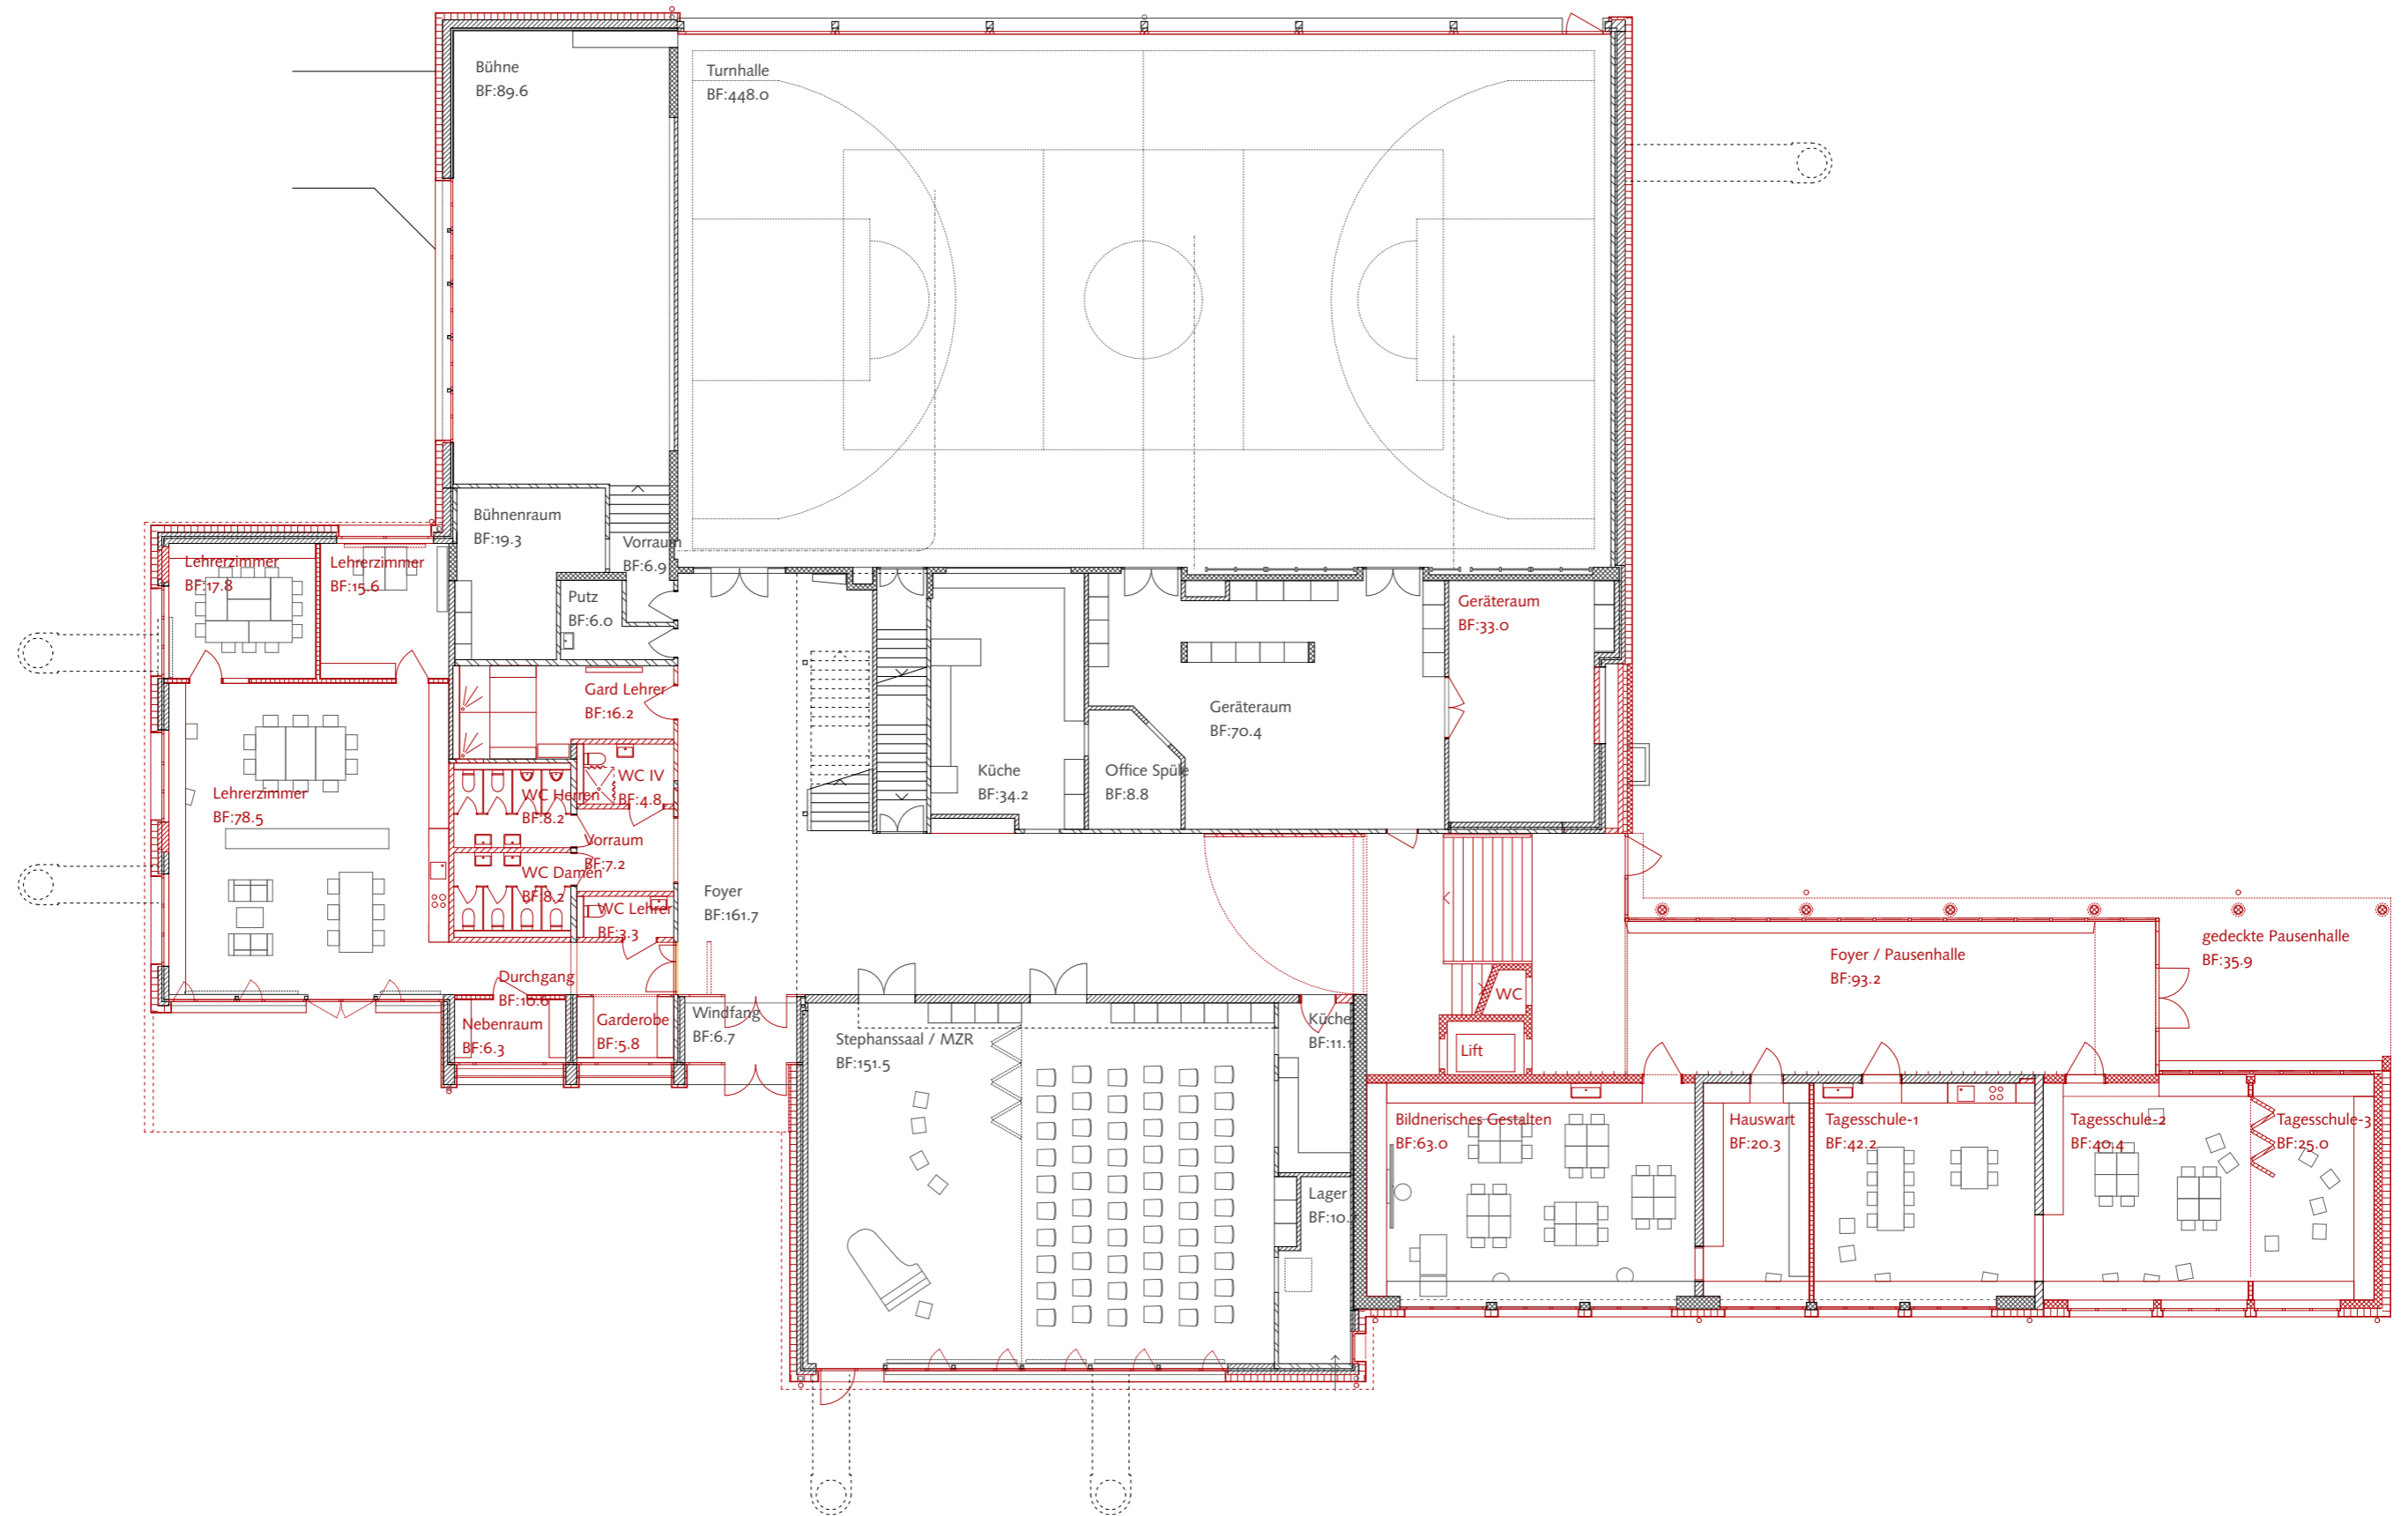 Bühne
BF:89.6
Turnhalle
BF:448.0
Bühnenraum
BF:19.3
Vorraum
BF:6.9
Lehrerzimmer
BF:17.8
Lehrerzimmer
BF:15.6
Putz
BF:6.0
Geräteraum
BF:33.0
Gard Lehrer
BF:16.2
Geräteraum
BF:70.4
Küche
BF:34.2
Office Spüle
BF:8.8
WC IV
BF:4.8
Lehrerzimmer
BF:78.5
WC Herren
BF:8.2
Vorraum
BF:7.2
WC Damen
BF:8.2
Foyer
BF:161.7
WC Lehrer
BF:3.3
gedeckte Pausenhalle
BF:35.9
Foyer / Pausenhalle
BF:93.2
Durchgang
WC
Windfang
BF:6.7
Nebenraum
BF:6.3
Garderobe
BF:5.8
Stephanssaal / MZR
BF:151.5
Küche
BF:11.1
Lift
Bildnerisches Gestalten
BF:63.0
Hauswart
BF:20.3
Tagesschule-1
BF:42.2
Tagesschule-2
BF:40.4
Tagesschule-3
BF:25.0
Lager